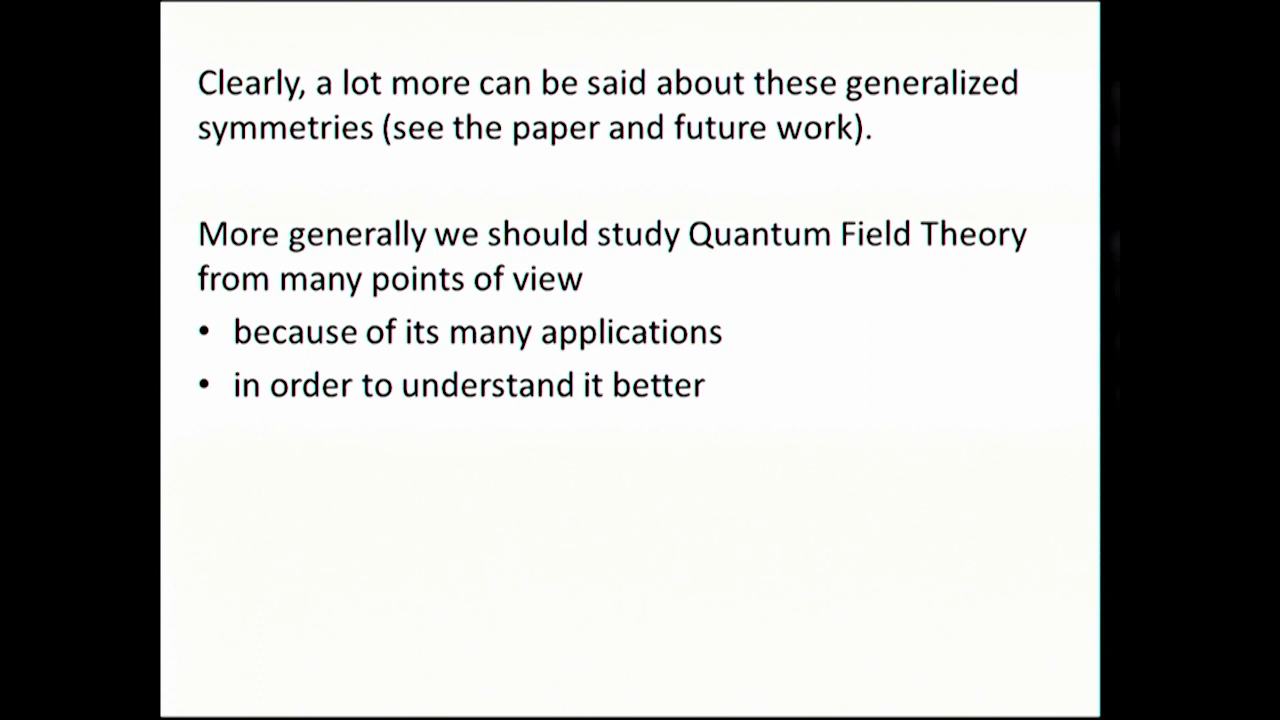 Clearly, a lot more can be said about these generalized
symmetries (see the paper and future work).
More generally we should study Quantum Field Theory
from many points of view
• because of its many applications
• in order to understand it better